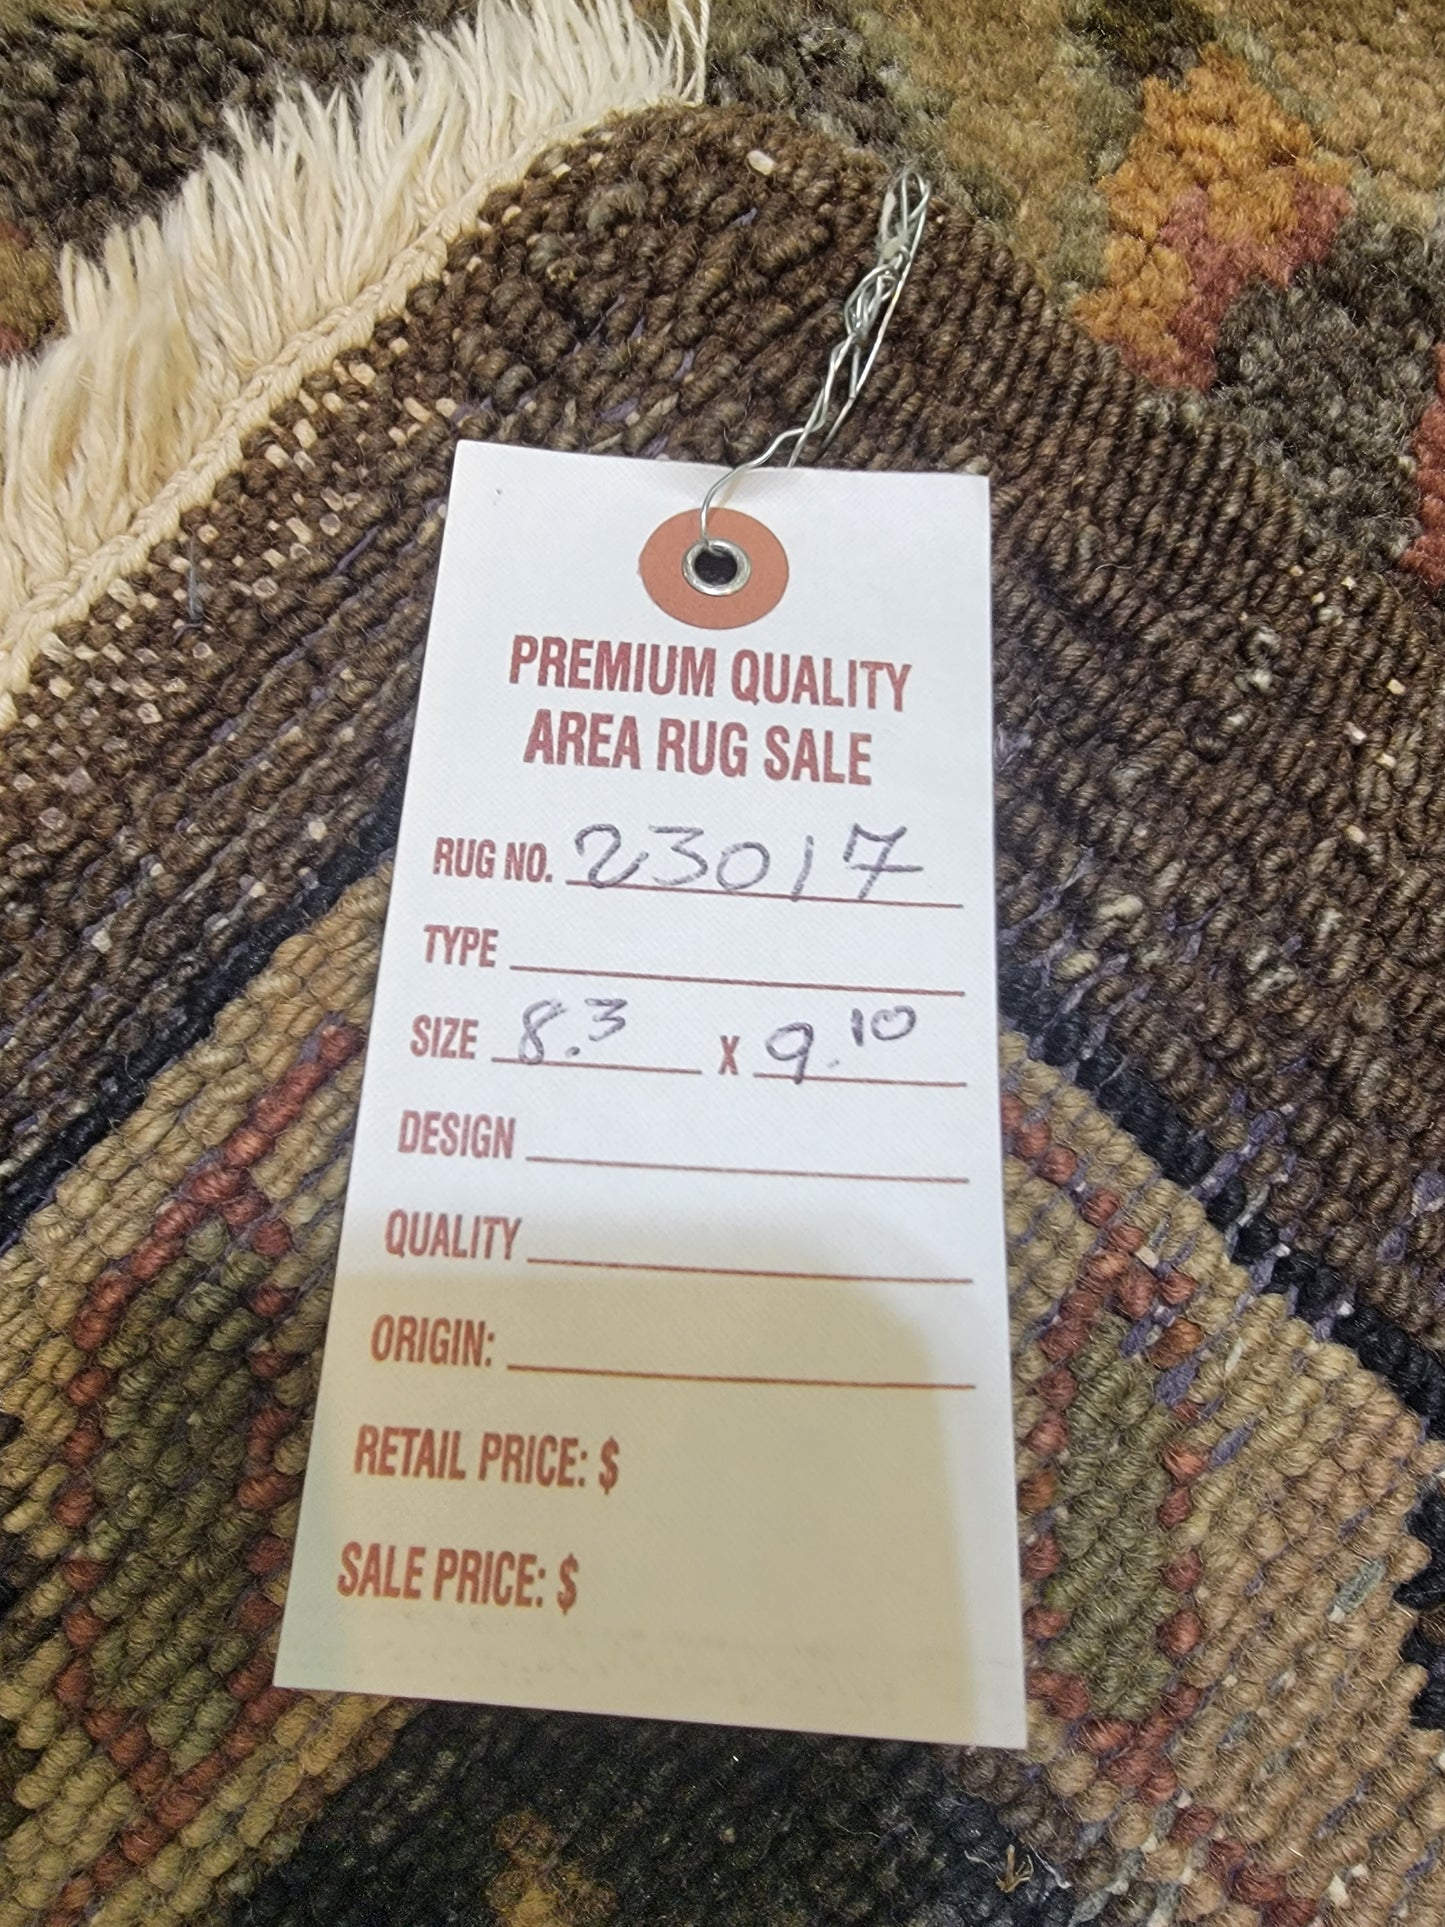 PREMIUM QUALITY
AREA RUG SALE
RUG NO. 23017
TYPE
SIZE 8.3 X 9.10
DESIGN
QUALITY
ORIGIN:
RETAIL PRICE: $
SALE PRICE: $